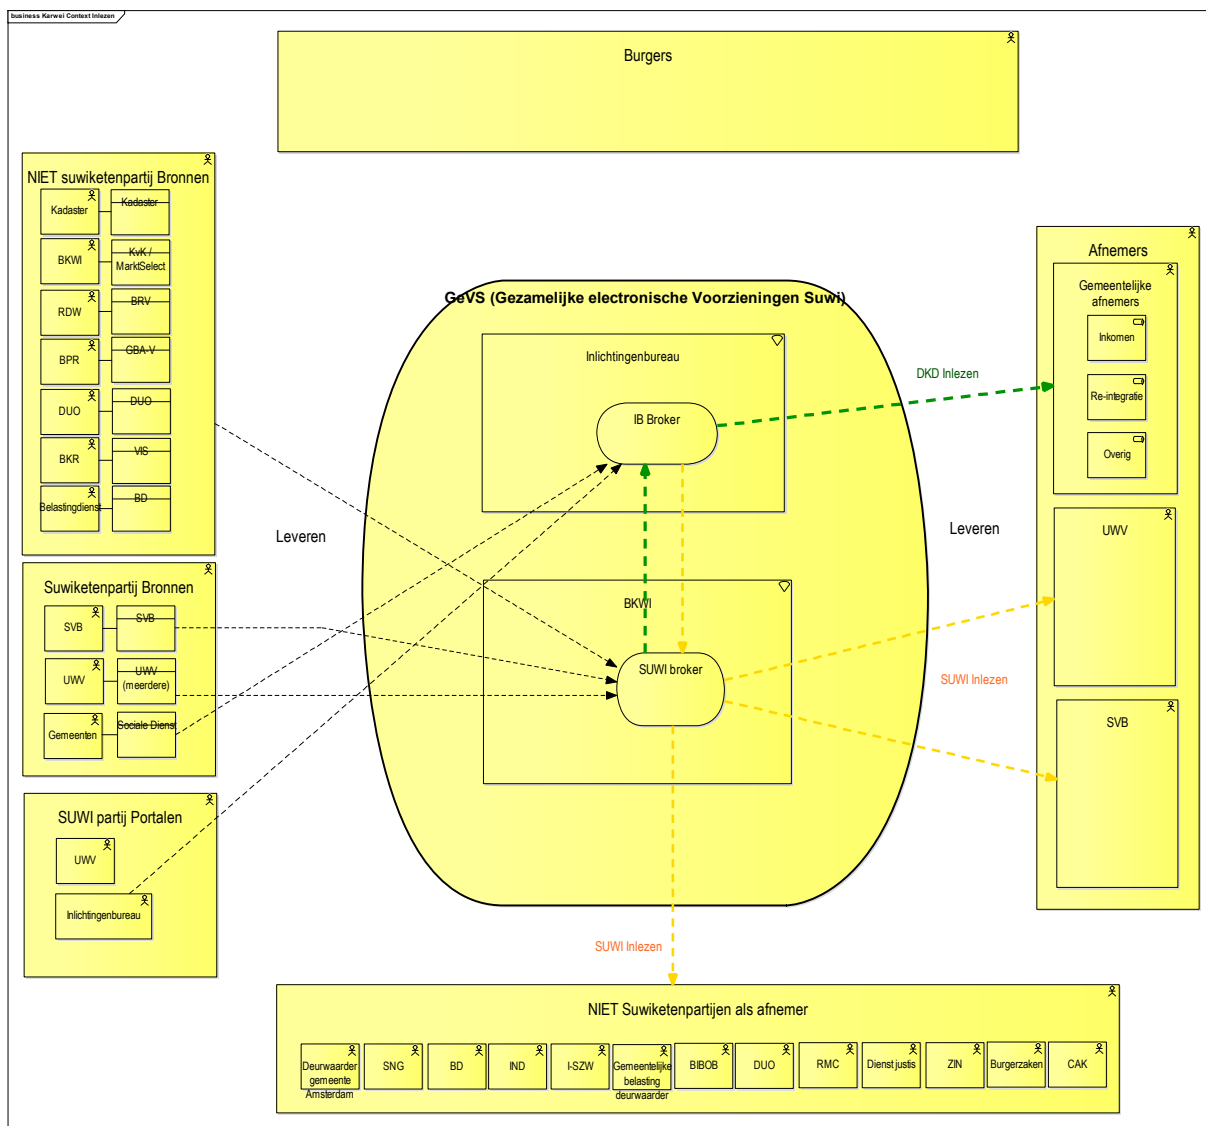 business Karwei Context Inlezen
Burgers
NIET suwiketenpartij Bronnen
Kadaster
Kadaster
BKWI
KvK /
MarktSelect
RDW
BRV
BPR
GBA-V
DUO
DUO
BKR
VIS
Belastingdienst
BD
Suwiketenpartij Bronnen
SVB
SVB
UWV
UWV
(meerdere)
Gemeenten
Sociale Dienst
SUWI partij Portalen
UWV
Inlichtingenbureau
Leveren
GeVS (Gezamelijke electronische Voorzieningen Suwi)
Inlichtingenbureau
IB Broker
BKWI
SUWI broker
DKD Inlezen
Leveren
SUWI Inlezen
SUWI Inlezen
Afnemers
Gemeentelijke
afnemers
Inkomen
Re-integratie
Overig
UWV
SVB
NIET Suwiketenpartijen als afnemer
Deurwaarder
gemeente
Amsterdam
SNG
BD
IND
I-SZW
Gemeentelijke
belasting
deurwaarder
BIBOB
DUO
RMC
Dienst justis
ZIN
Burgerzaken
CAK